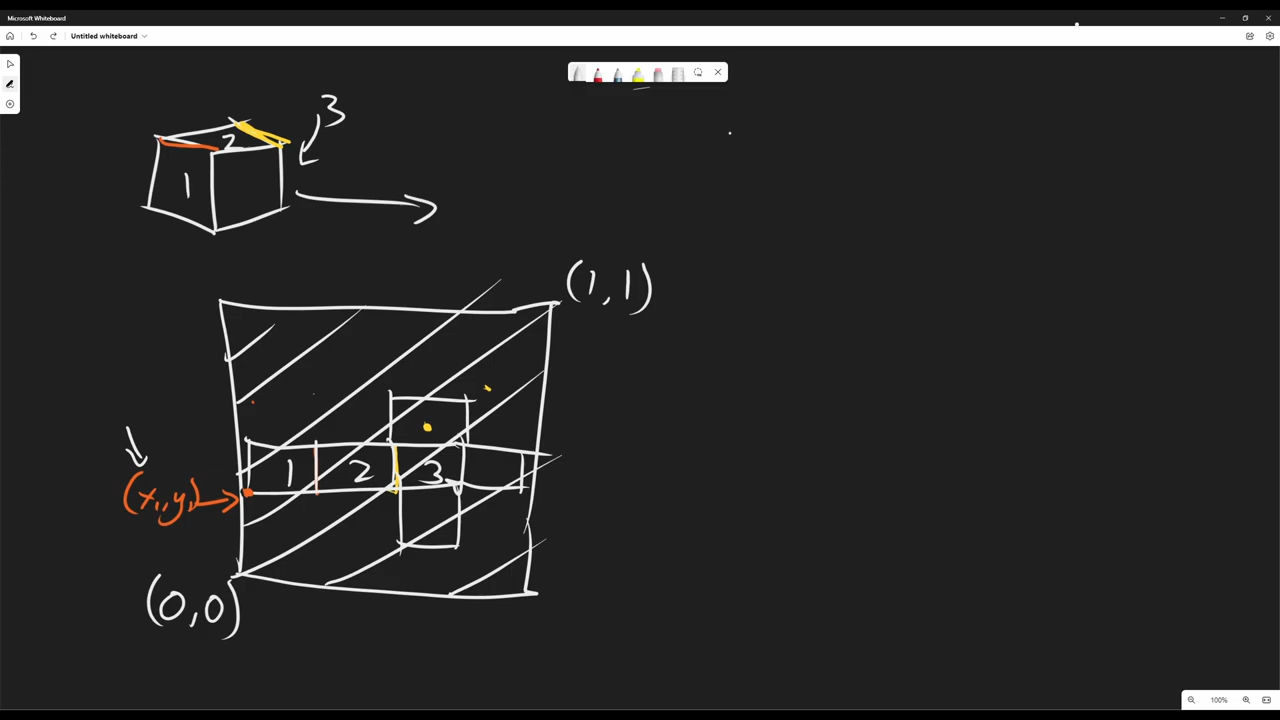 Microsoft Whiteboard
Untitled whiteboard
3
2
1
(1, 1)
1 2 3
(x, y,)
(0,0)
100%